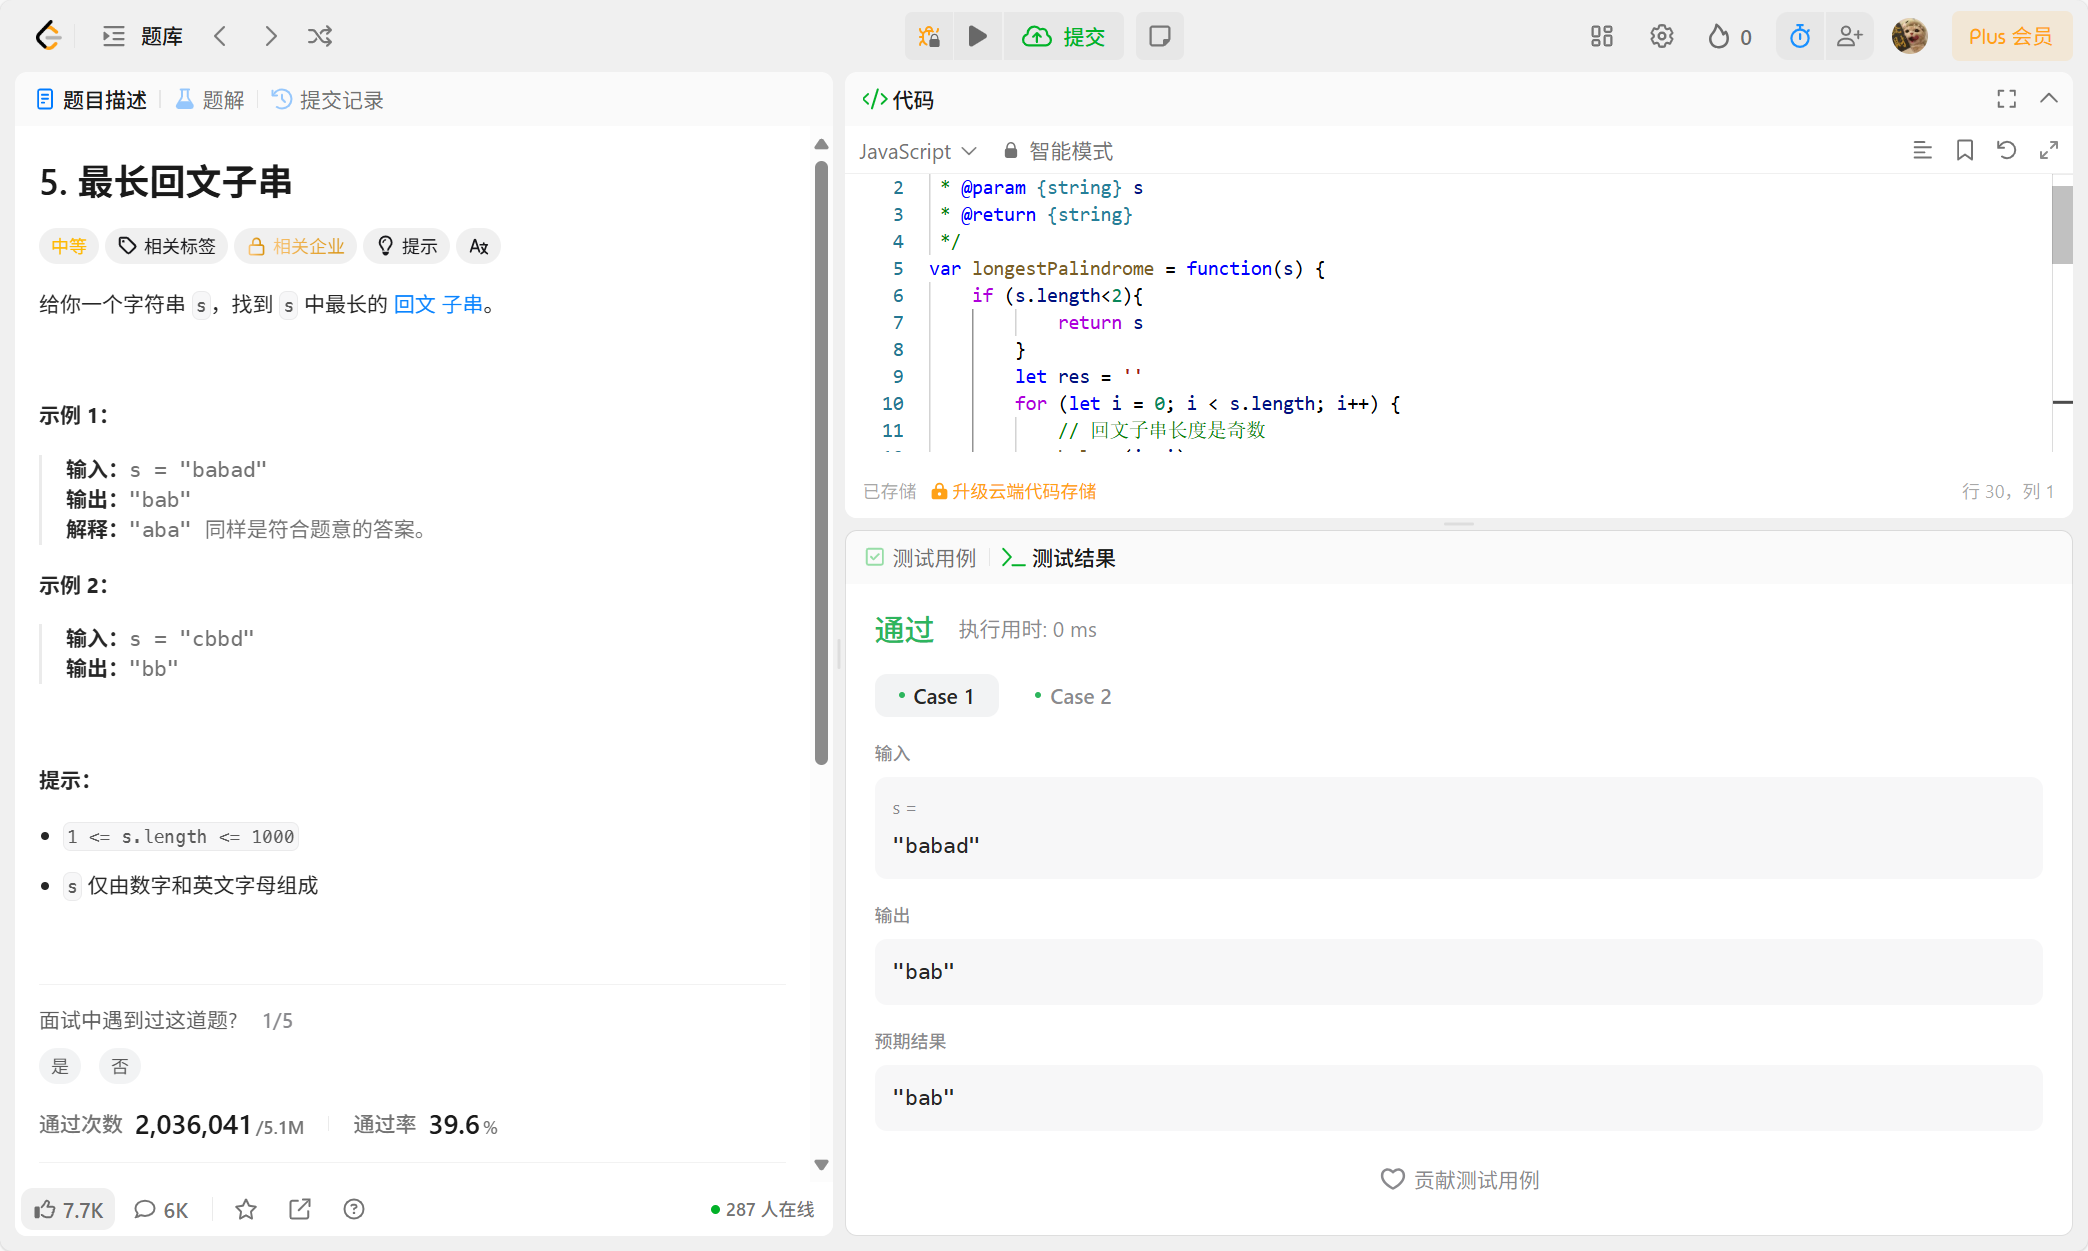 题库
提交
0
Plus 会员
题目描述
题解
提交记录
5. 最长回文子串
中等
相关标签
相关企业
提示
给你一个字符串 s，找到 s 中最长的 回文 子串。
示例 1：
输入：s = "babad"
输出："bab"
解释："aba" 同样是符合题意的答案。
示例 2：
输入：s = "cbbd"
输出："bb"
提示：
1 <= s.length <= 1000
s 仅由数字和英文字母组成
面试中遇到过这道题? 1/5
是
否
通过次数 2,036,041/5.1M
通过率 39.6%
7.7K
6K
287 人在线
</>代码
JavaScript
智能模式
2 * @param {string} s
3 * @return {string}
4 */
5 var longestPalindrome = function(s) {
6 if (s.length<2){
7 return s
8 }
9 let res = ''
10 for (let i = 0; i < s.length; i++) {
11 // 回文子串长度是奇数
已存储
升级云端代码存储
行 30，列 1
测试用例
>_ 测试结果
通过
执行用时: 0 ms
Case 1
Case 2
输入
s =
"babad"
输出
"bab"
预期结果
"bab"
贡献测试用例